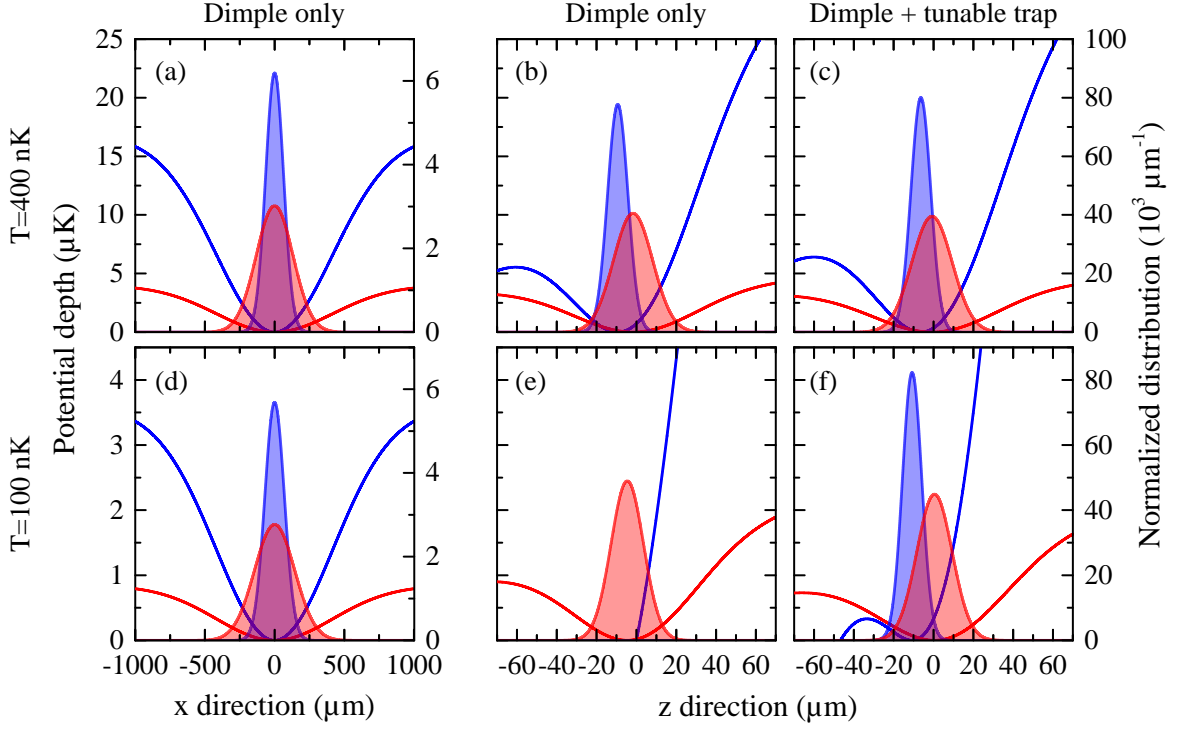 Dimple only Dimple only Dimple + tunable trap
25 (a) 6 (b) (c) 100
20 80
15 4 60
10 40
2
5 20
0 0 0
4 (d) 6 (e) (f) 80
3 60
4
2 40
2
1 20
0 0 0
-1000 -500 0 500 1000 -60 -40 -20 0 20 40 60 -60 -40 -20 0 20 40 60
x direction (µm) z direction (µm)
T=400 nK
T=100 nK
Potential depth (µK)
Normalized distribution (10³ µm⁻¹)